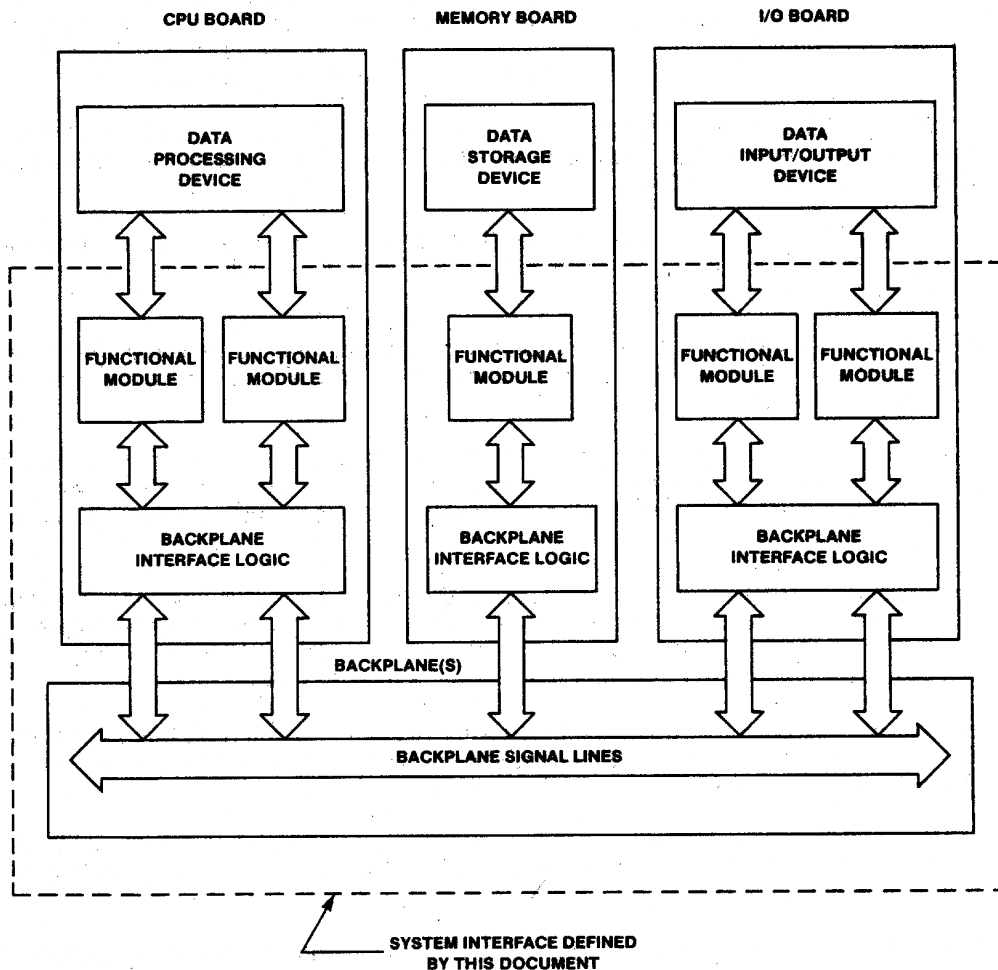 CPU BOARD
MEMORY BOARD
I/O BOARD
DATA
PROCESSING
DEVICE
DATA
STORAGE
DEVICE
DATA
INPUT/OUTPUT
DEVICE
FUNCTIONAL
MODULE
FUNCTIONAL
MODULE
FUNCTIONAL
MODULE
FUNCTIONAL
MODULE
FUNCTIONAL
MODULE
BACKPLANE
INTERFACE LOGIC
BACKPLANE
INTERFACE LOGIC
BACKPLANE
INTERFACE LOGIC
BACKPLANE(S)
BACKPLANE SIGNAL LINES
SYSTEM INTERFACE DEFINED
BY THIS DOCUMENT